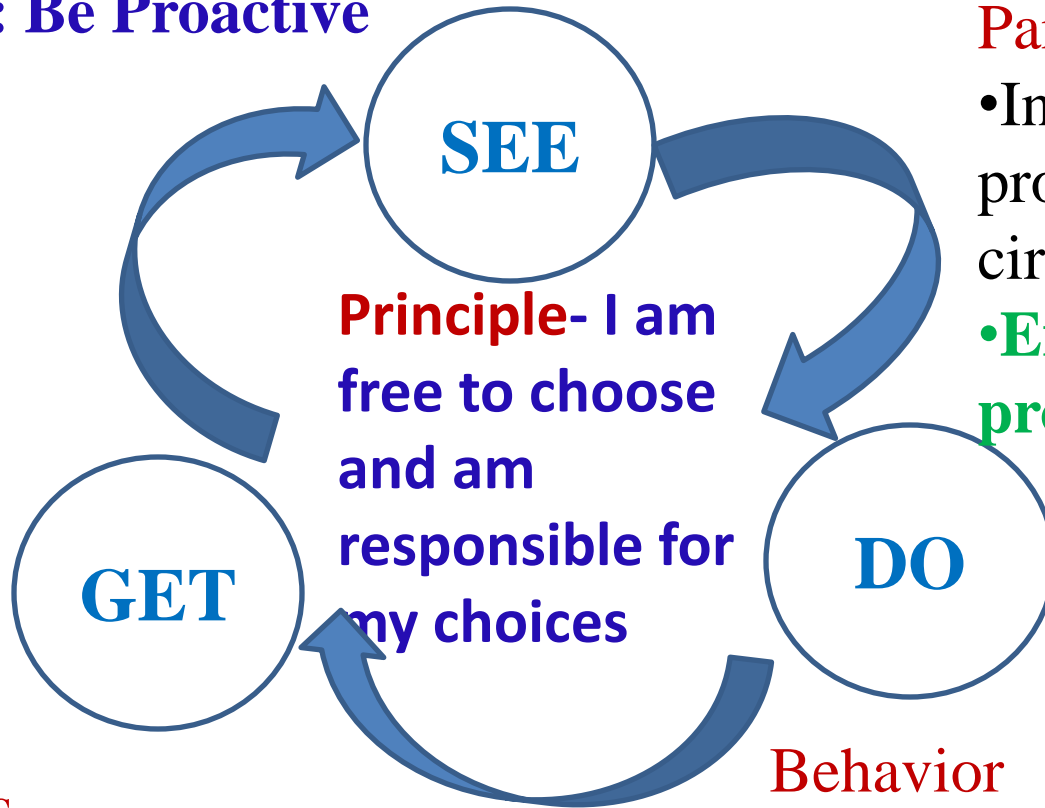 : Be Proactive
SEE
Principle- I am
free to choose
and am
responsible for
my choices
GET
DO
Behavior